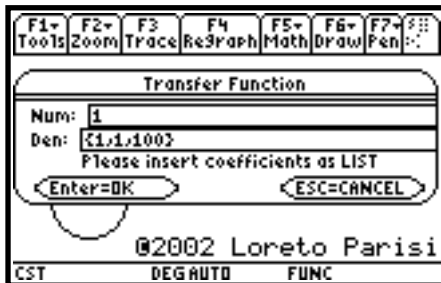 F1 F2 F3 F4 F5 F6 F7
Tools Zoom Trace ReGraph Math Draw Pen
Transfer Function
Num: 1
Den: {1,1,100}
Please insert coefficients as LIST
Enter=OK ESC=CANCEL
©2002 Loreto Parisi
CST DEG AUTO FUNC